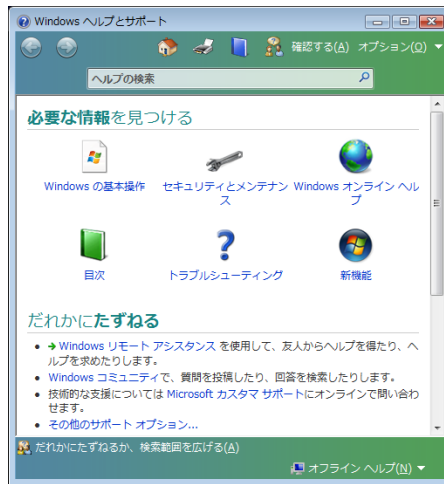 Windows ヘルプとサポート
確認する(A) オプション(O)
ヘルプの検索
必要な情報を見つける
Windows の基本操作
セキュリティとメンテナン
ス
Windows オンライン ヘル
プ
目次
トラブルシューティング
新機能
だれかにたずねる
Windows リモート アシスタンス を使用して、友人からヘルプを得たり、ヘ
ルプを求めたりします。
Windows コミュニティで、質問を投稿したり、回答を検索したりします。
技術的な支援については Microsoft カスタマ サポートにオンラインで問い合わ
せます。
その他のサポート オプション...
だれかにたずねるか、検索範囲を広げる(A)
オフライン ヘルプ(N)